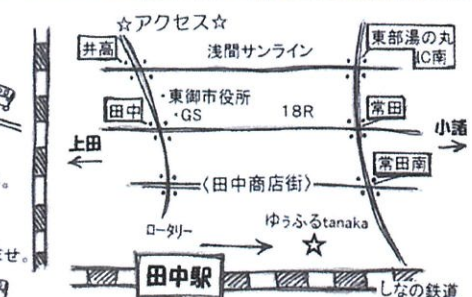 ☆アクセス☆
井高
浅間サンライン
東部湯の丸
IC南
田中
・東御市役所
・GS
18R
常田
小諸
上田
常田南
〈田中商店街〉
ロータリー
ゆぅふるtanaka
☆
田中駅
しなの鉄道
。
ませ。